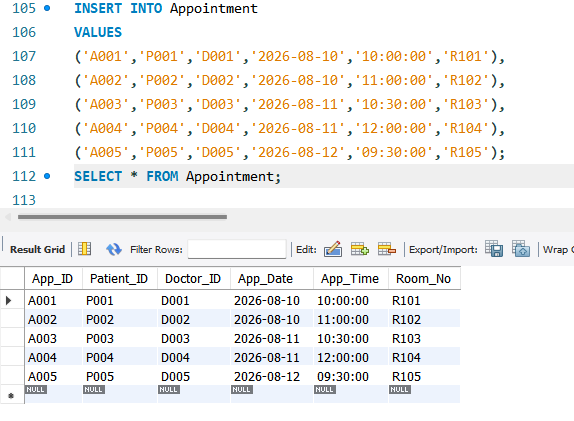 105 INSERT INTO Appointment
106 VALUES
107 ('A001','P001','D001','2026-08-10','10:00:00','R101'),
108 ('A002','P002','D002','2026-08-10','11:00:00','R102'),
109 ('A003','P003','D003','2026-08-11','10:30:00','R103'),
110 ('A004','P004','D004','2026-08-11','12:00:00','R104'),
111 ('A005','P005','D005','2026-08-12','09:30:00','R105');
112 SELECT * FROM Appointment;
113
Result Grid Filter Rows: Edit: Export/Import: Wrap C
App_ID Patient_ID Doctor_ID App_Date App_Time Room_No
A001 P001 D001 2026-08-10 10:00:00 R101
A002 P002 D002 2026-08-10 11:00:00 R102
A003 P003 D003 2026-08-11 10:30:00 R103
A004 P004 D004 2026-08-11 12:00:00 R104
A005 P005 D005 2026-08-12 09:30:00 R105
NULL NULL NULL NULL NULL NULL